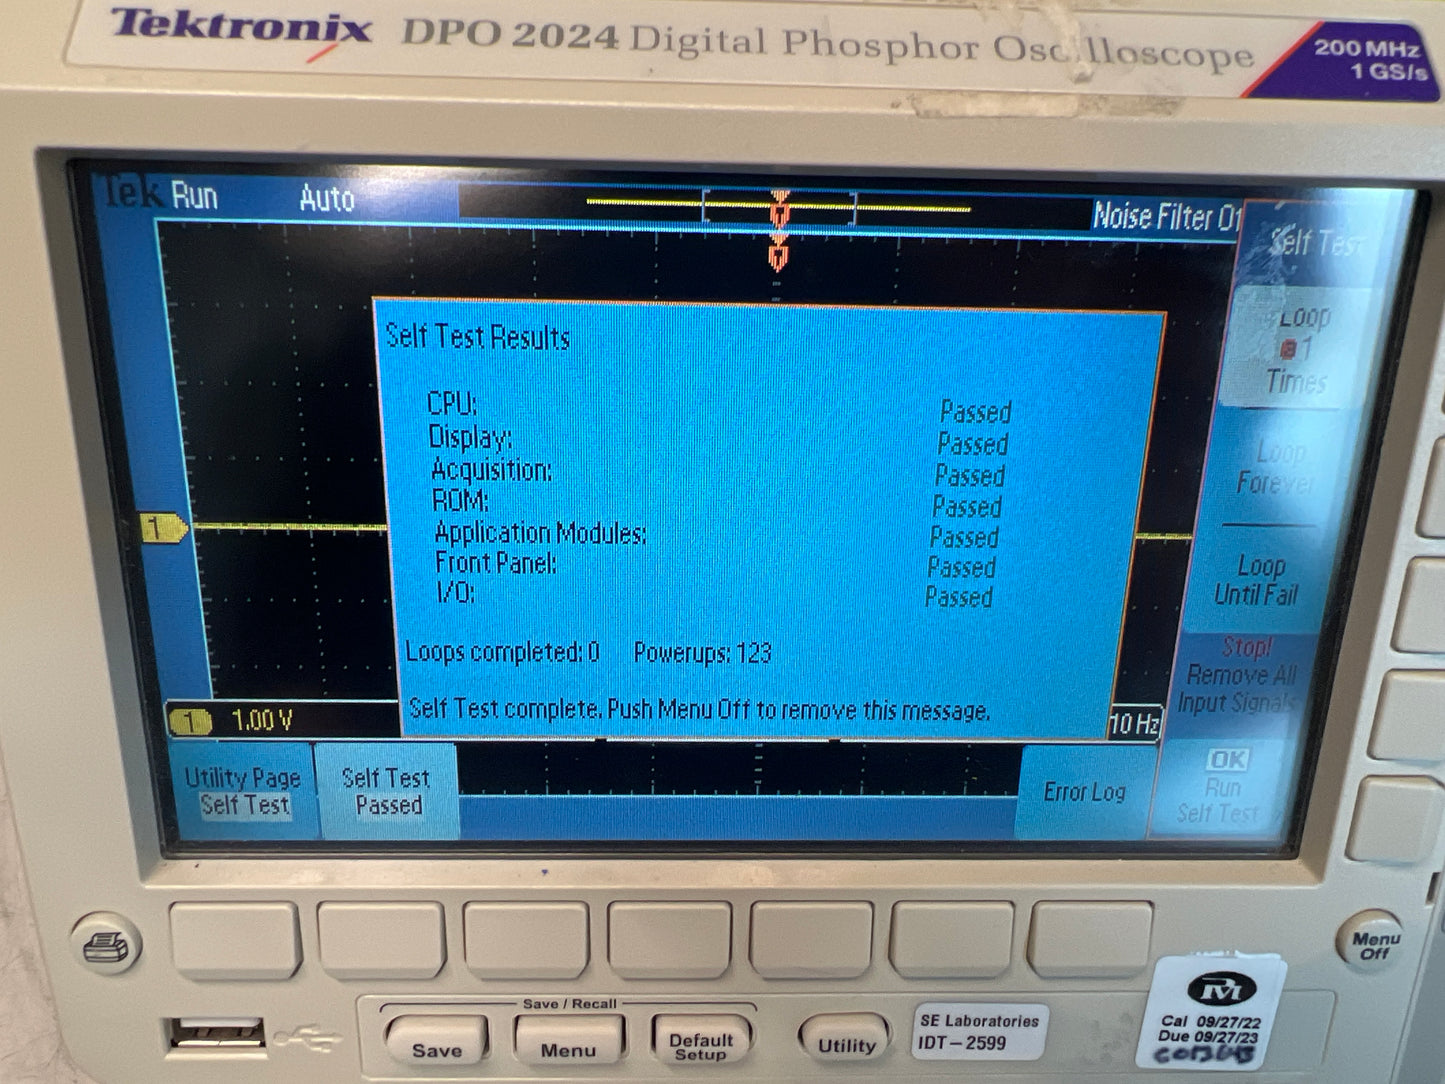 Tektronix DPO 2024 Digital Phosphor Oscilloscope
200 MHz
1 GS/s
Tek Run Auto
Noise Filter
Self Test
Loop
a 1
Times
Loop
Forever
Loop
Until Fail
Stop!
Remove All
Input Signals
OK
Run
Self Test
Self Test Results
CPU: Passed
Display: Passed
Acquisition: Passed
ROM: Passed
Application Modules: Passed
Front Panel: Passed
I/O: Passed
Loops completed: 0 Powerups: 123
Self Test complete. Push Menu Off to remove this message.
1
1 1.00 V
10 Hz
Utility Page
Self Test
Self Test
Passed
Error Log
Menu
Off
Save / Recall
Save
Menu
Default
Setup
Utility
SE Laboratories
IDT-2599
Cal 09/27/22
Due 09/27/23